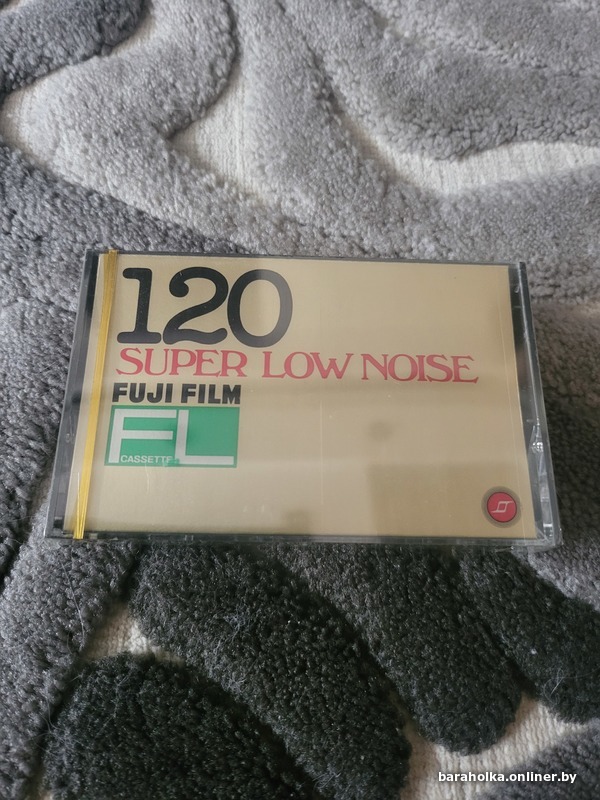 120
SUPER LOW NOISE
FUJI FILM
FL
CASSETTE
baraholka.onliner.by